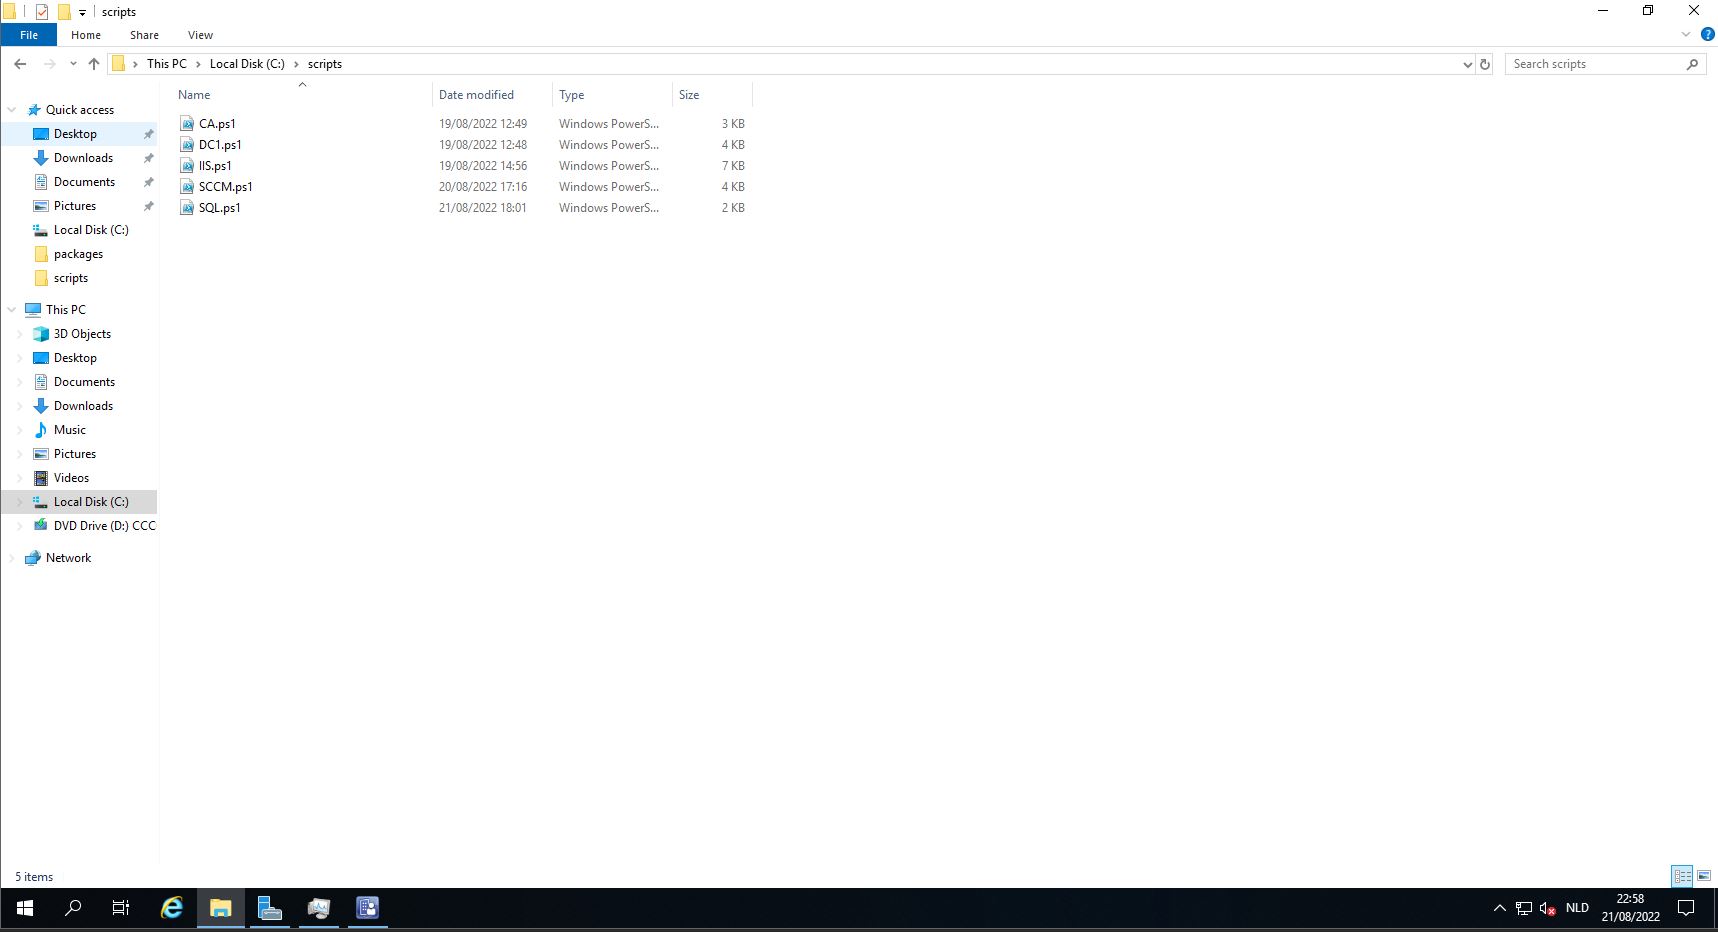 scripts
File Home Share View
This PC Local Disk (C:) scripts Search scripts
Name Date modified Type Size
Quick access
Desktop
Downloads
Documents
Pictures
Local Disk (C:)
packages
scripts
This PC
3D Objects
Desktop
Documents
Downloads
Music
Pictures
Videos
Local Disk (C:)
DVD Drive (D:) CCC
Network
CA.ps1 19/08/2022 12:49 Windows PowerS... 3 KB
DC1.ps1 19/08/2022 12:48 Windows PowerS... 4 KB
IIS.ps1 19/08/2022 14:56 Windows PowerS... 7 KB
SCCM.ps1 20/08/2022 17:16 Windows PowerS... 4 KB
SQL.ps1 21/08/2022 18:01 Windows PowerS... 2 KB
5 items
NLD
22:58
21/08/2022